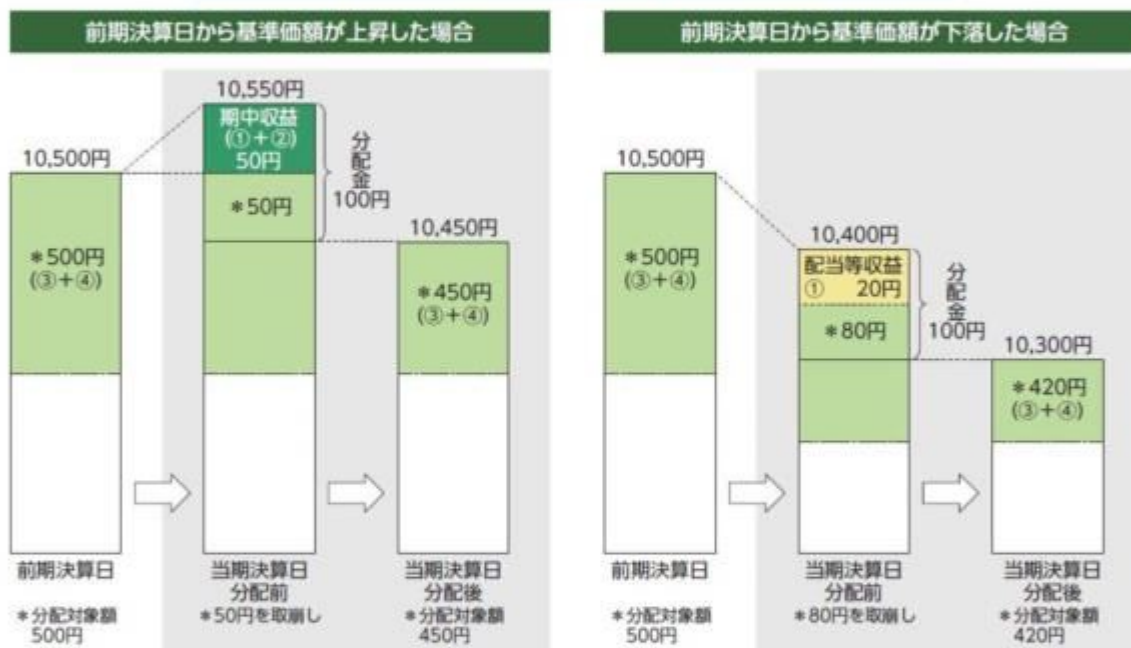 前期決算日から基準価額が上昇した場合
10,550円
期中収益
(①+②)
50円
10,500円
分配金
100円
*50円
10,450円
*500円
(③+④)
*450円
(③+④)
前期決算日
当期決算日
分配前
当期決算日
分配後
*分配対象額
500円
*50円を取崩し
*分配対象額
450円
前期決算日から基準価額が下落した場合
10,500円
10,400円
*500円
(③+④)
配当等収益
① 20円
分配金
100円
*80円
10,300円
*420円
(③+④)
前期決算日
当期決算日
分配前
当期決算日
分配後
*分配対象額
500円
*80円を取崩し
*分配対象額
420円